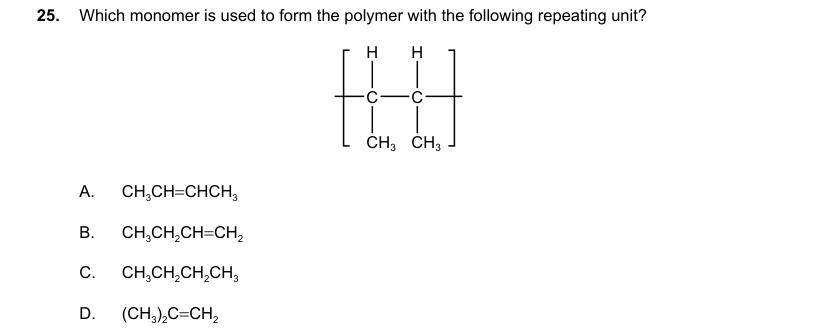 25. Which monomer is used to form the polymer with the following repeating unit?
H H
C C
CH₃ CH₃
A. CH₃CH=CHCH₃
B. CH₃CH₂CH=CH₂
C. CH₃CH₂CH₂CH₃
D. (CH₃)₂C=CH₂